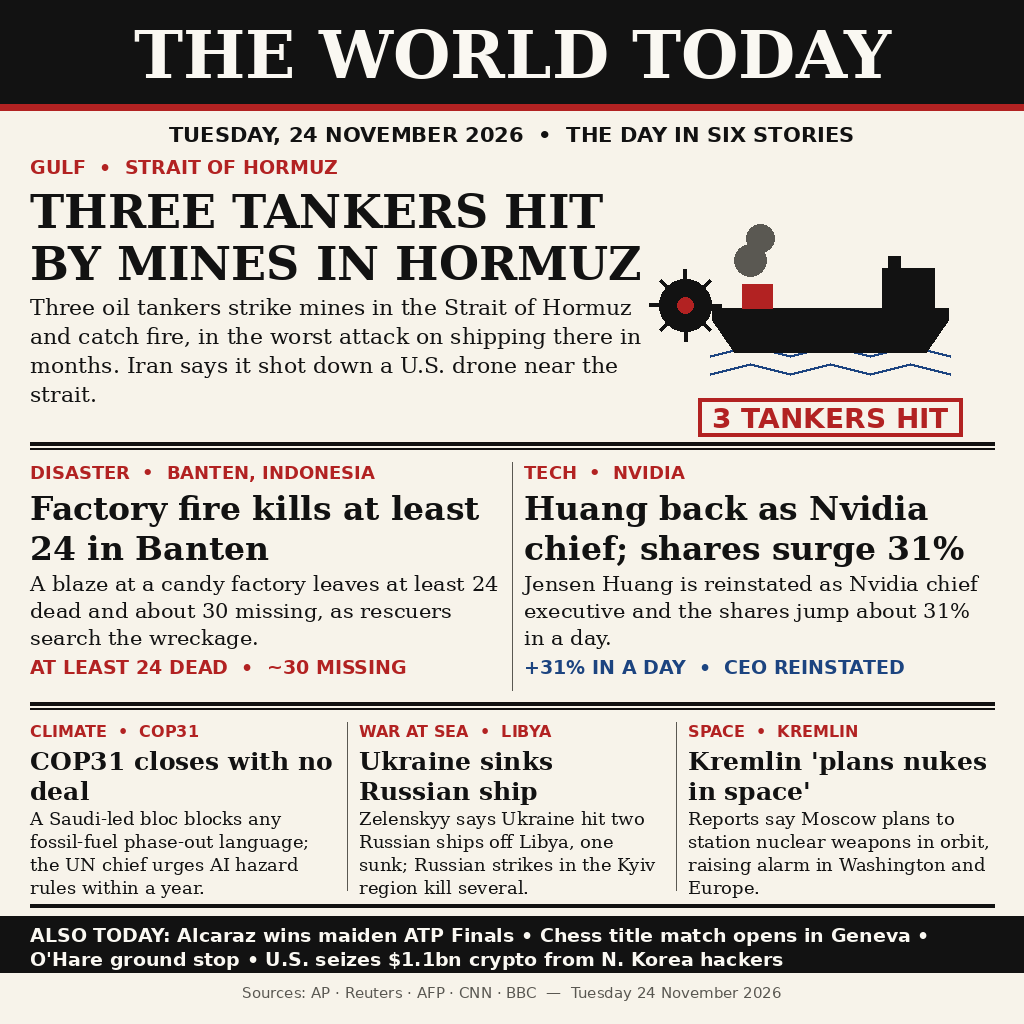 THE WORLD TODAY
TUESDAY, 24 NOVEMBER 2026 • THE DAY IN SIX STORIES
GULF • STRAIT OF HORMUZ
THREE TANKERS HIT
BY MINES IN HORMUZ
Three oil tankers strike mines in the Strait of Hormuz
and catch fire, in the worst attack on shipping there in
months. Iran says it shot down a U.S. drone near the
strait.
3 TANKERS HIT
DISASTER • BANTEN, INDONESIA
Factory fire kills at least
24 in Banten
A blaze at a candy factory leaves at least 24
dead and about 30 missing, as rescuers
search the wreckage.
AT LEAST 24 DEAD • ~30 MISSING
TECH • NVIDIA
Huang back as Nvidia
chief; shares surge 31%
Jensen Huang is reinstated as Nvidia chief
executive and the shares jump about 31%
in a day.
+31% IN A DAY • CEO REINSTATED
CLIMATE • COP31
COP31 closes with no
deal
A Saudi-led bloc blocks any
fossil-fuel phase-out language;
the UN chief urges AI hazard
rules within a year.
WAR AT SEA • LIBYA
Ukraine sinks
Russian ship
Zelenskyy says Ukraine hit two
Russian ships off Libya, one
sunk; Russian strikes in the Kyiv
region kill several.
SPACE • KREMLIN
Kremlin 'plans nukes
in space'
Reports say Moscow plans to
station nuclear weapons in orbit,
raising alarm in Washington and
Europe.
ALSO TODAY: Alcaraz wins maiden ATP Finals • Chess title match opens in Geneva •
O'Hare ground stop • U.S. seizes $1.1bn crypto from N. Korea hackers
Sources: AP · Reuters · AFP · CNN · BBC — Tuesday 24 November 2026